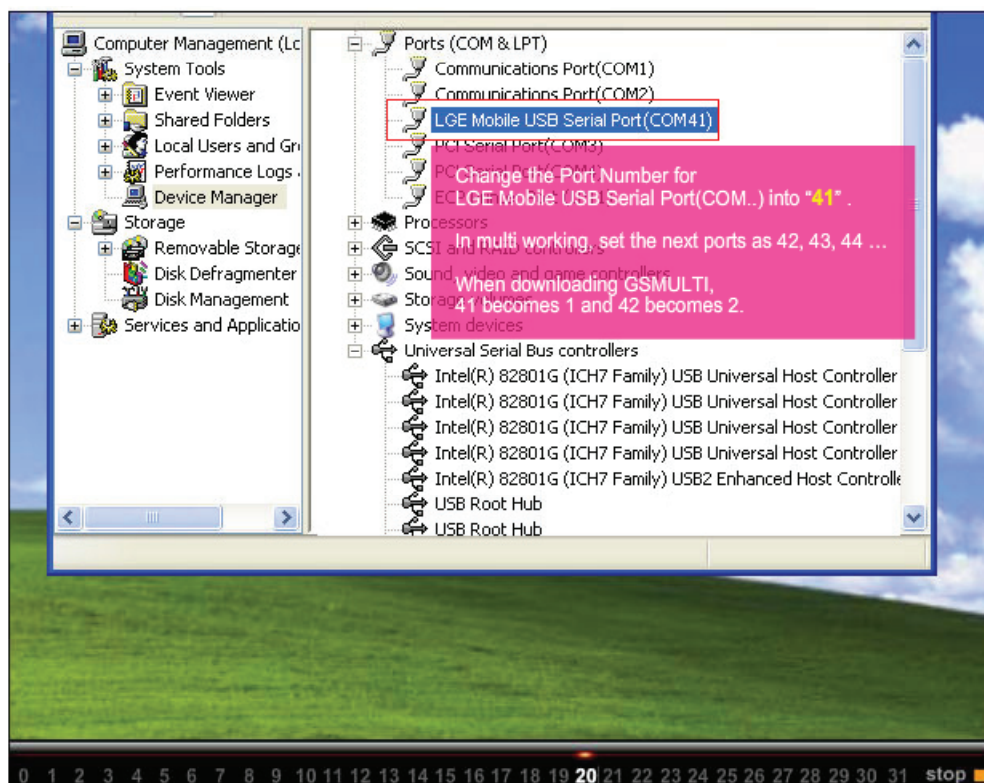 Computer Management (Lc
System Tools
Event Viewer
Shared Folders
Local Users and Gr
Performance Logs
Device Manager
Storage
Removable Storage
Disk Defragmenter
Disk Management
Services and Applicatio
Ports (COM & LPT)
Communications Port(COM1)
Communications Port(COM2)
LGE Mobile USB Serial Port(COM41)
PCI Serial Port(COM3)
Change the Port Number for
LGE Mobile USB Serial Port(COM..) into “41” .
In multi working, set the next ports as 42, 43, 44 ...
When downloading GSMULTI,
41 becomes 1 and 42 becomes 2.
Processors
SCSI and RAID controllers
Sound, video and game controllers
Storage volumes
System devices
Universal Serial Bus controllers
Intel(R) 82801G (ICH7 Family) USB Universal Host Controller
Intel(R) 82801G (ICH7 Family) USB Universal Host Controller
Intel(R) 82801G (ICH7 Family) USB Universal Host Controller
Intel(R) 82801G (ICH7 Family) USB Universal Host Controller
Intel(R) 82801G (ICH7 Family) USB2 Enhanced Host Controlle
USB Root Hub
USB Root Hub
0 1 2 3 4 5 6 7 8 9 10 11 12 13 14 15 16 17 18 19 20 21 22 23 24 25 26 27 28 29 30 31 stop